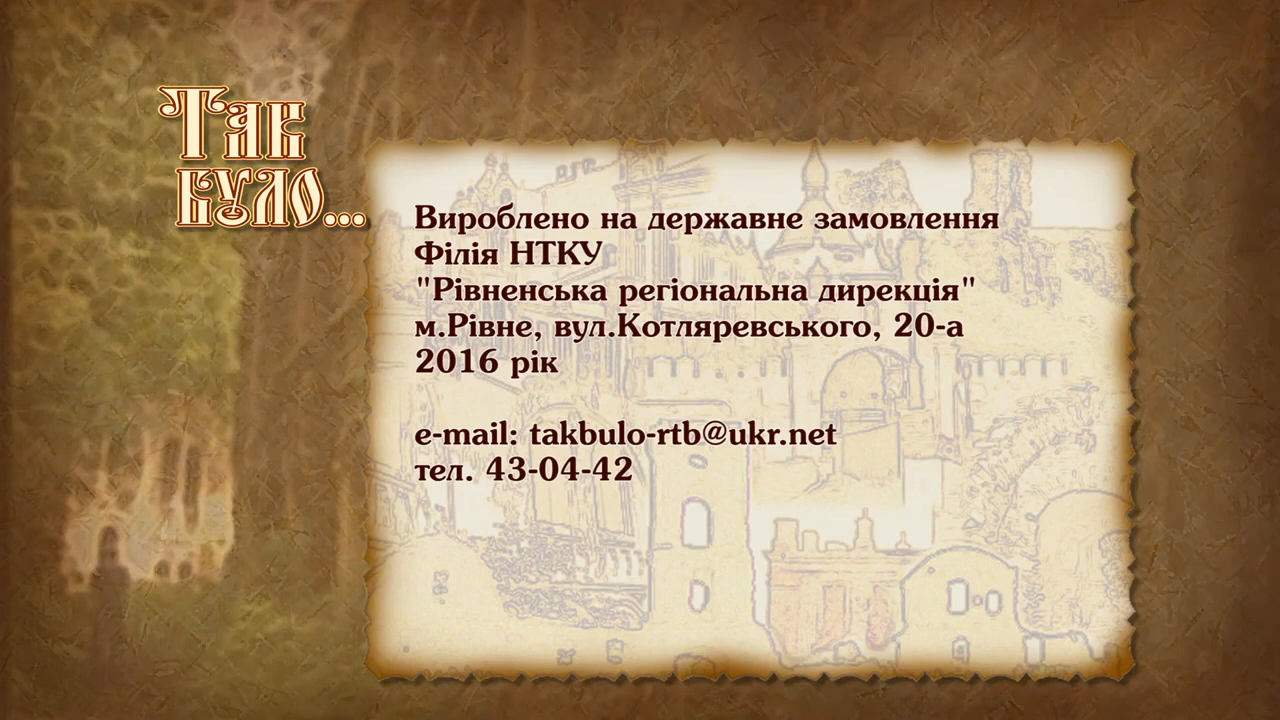 Так
було...
Вироблено на державне замовлення
Філія НТКУ
"Рівненська регіональна дирекція"
м.Рівне, вул.Котляревського, 20-а
2016 рік
e-mail: takbulo-rtb@ukr.net
тел. 43-04-42